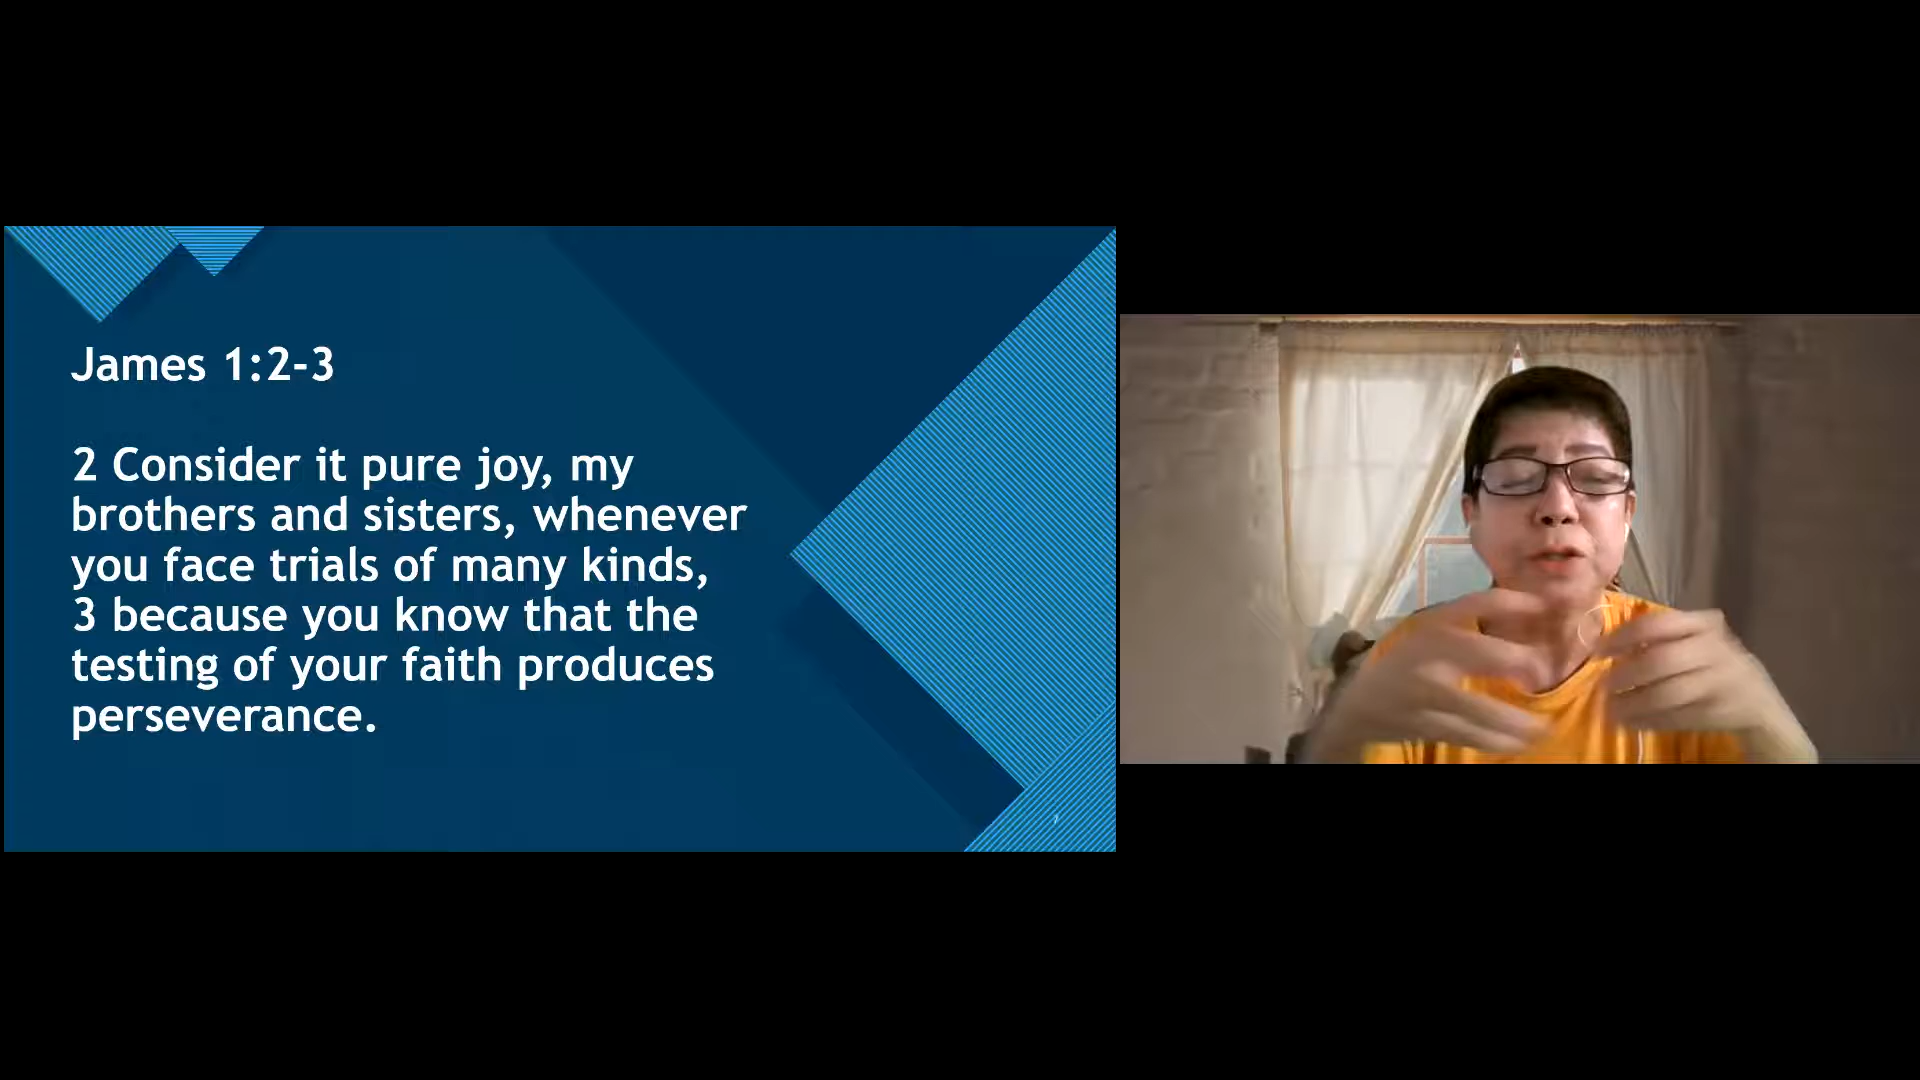 James 1:2-3
2 Consider it pure joy, my
brothers and sisters, whenever
you face trials of many kinds,
3 because you know that the
testing of your faith produces
perseverance.